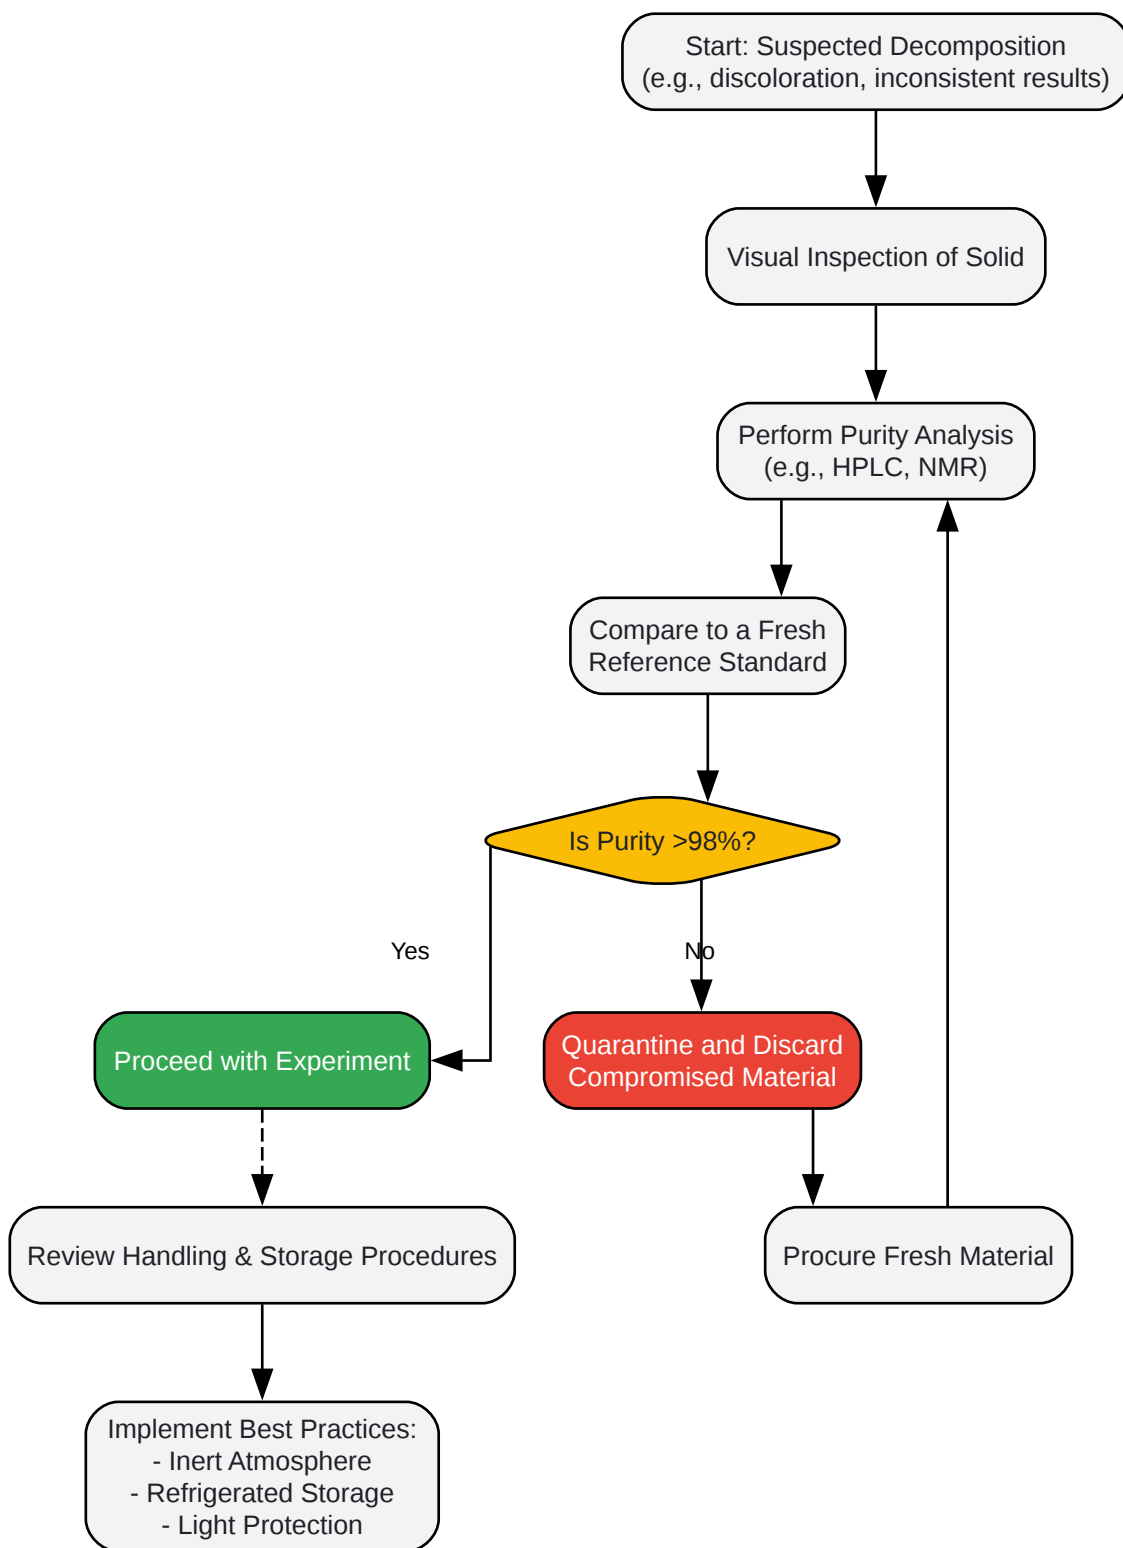 Start: Suspected Decomposition
(e.g., discoloration, inconsistent results)
Visual Inspection of Solid
Perform Purity Analysis
(e.g., HPLC, NMR)
Compare to a Fresh
Reference Standard
Is Purity >98%?
Yes
No
Proceed with Experiment
Quarantine and Discard
Compromised Material
Review Handling & Storage Procedures
Procure Fresh Material
Implement Best Practices:
- Inert Atmosphere
- Refrigerated Storage
- Light Protection